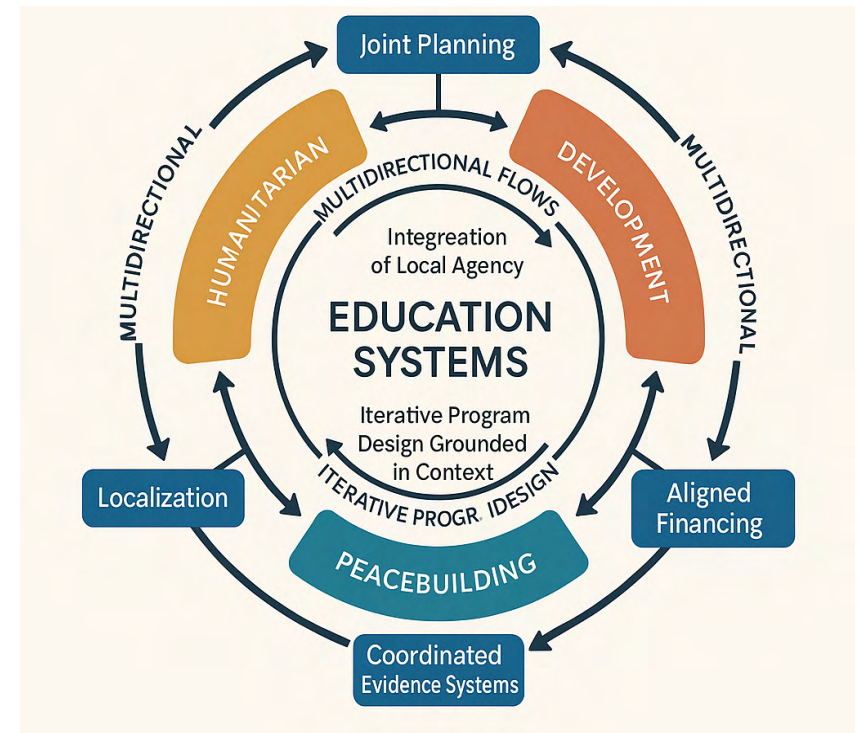 Joint Planning
HUMANITARIAN
DEVELOPMENT
MULTIDIRECTIONAL
MULTIDIRECTIONAL
MULTIDIRECTIONAL FLOWS
Integreation
of Local Agency
EDUCATION
SYSTEMS
Iterative Program
Design Grounded
in Context
ITERATIVE PROGR. IDESIGN
Localization
Aligned
Financing
PEACEBUILDING
Coordinated
Evidence Systems